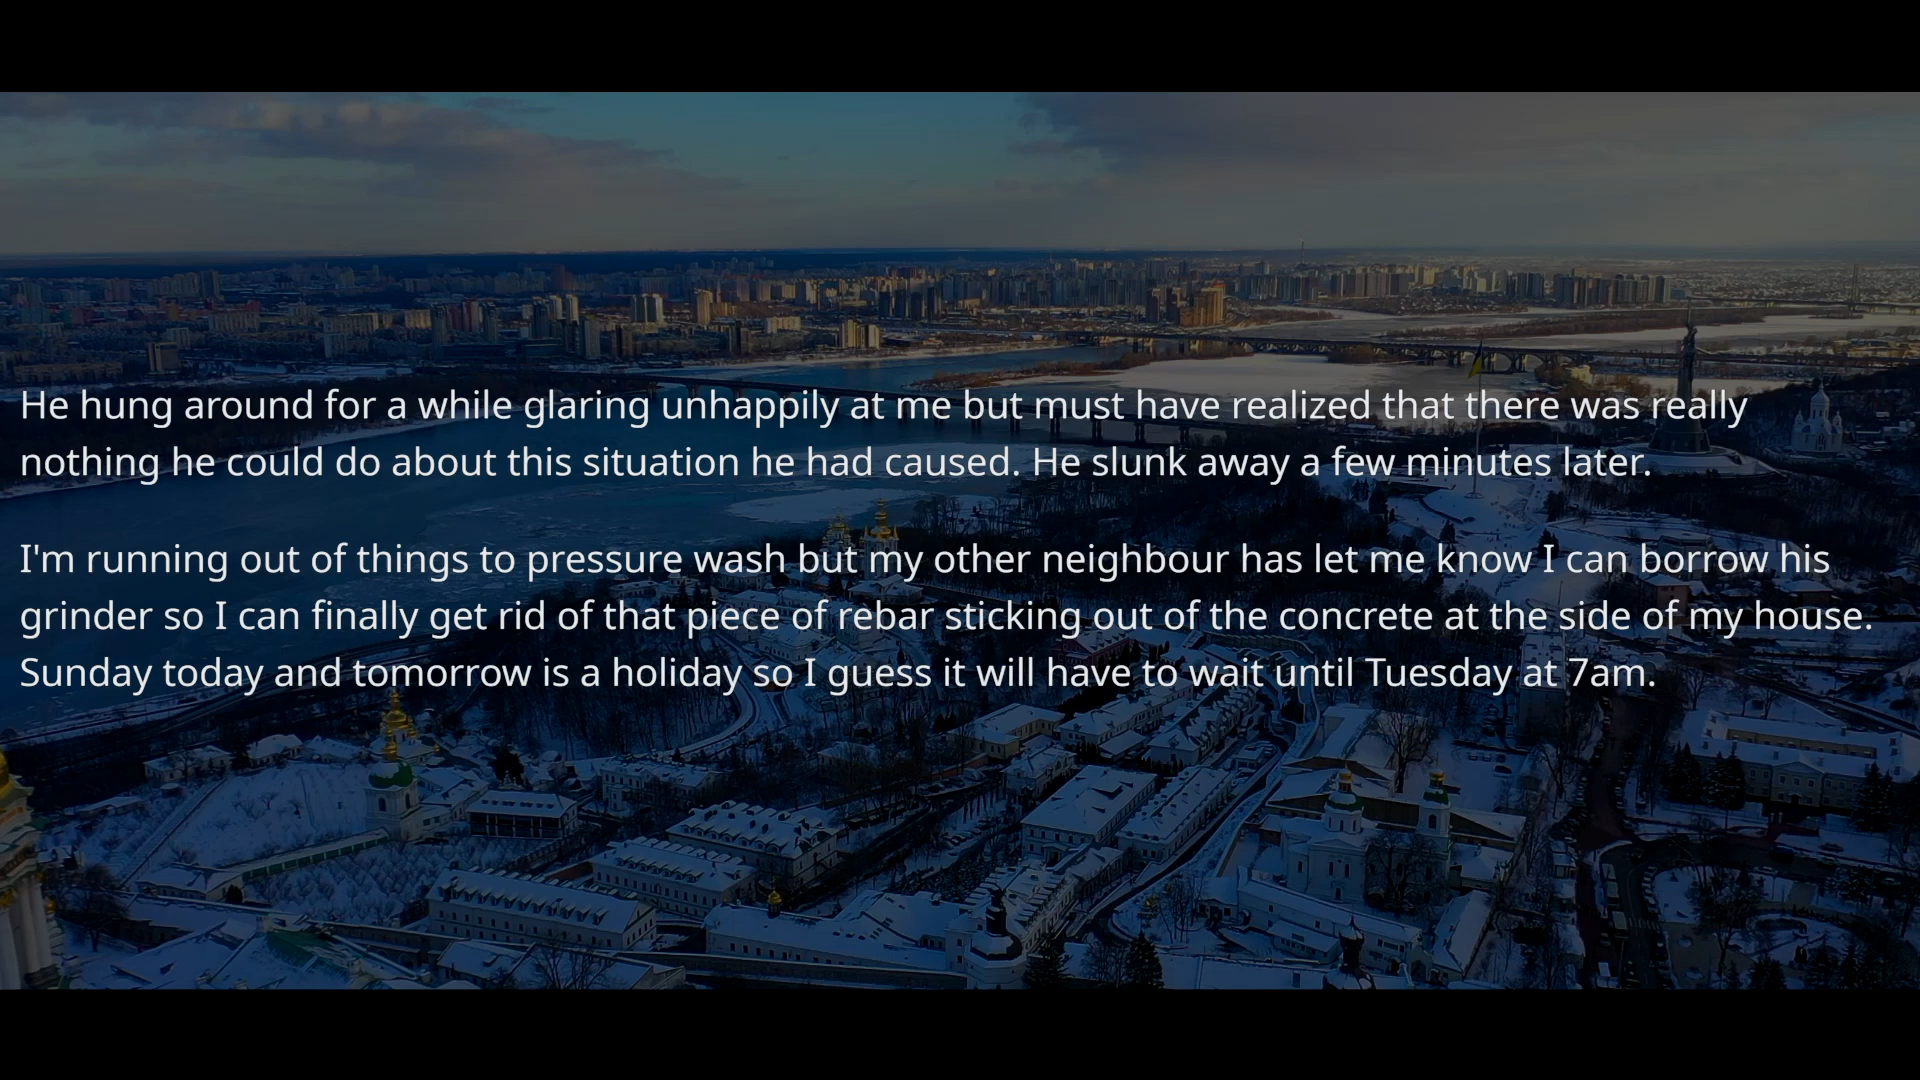 He hung around for a while glaring unhappily at me but must have realized that there was really
nothing he could do about this situation he had caused. He slunk away a few minutes later.
I'm running out of things to pressure wash but my other neighbour has let me know I can borrow his
grinder so I can finally get rid of that piece of rebar sticking out of the concrete at the side of my house.
Sunday today and tomorrow is a holiday so I guess it will have to wait until Tuesday at 7am.